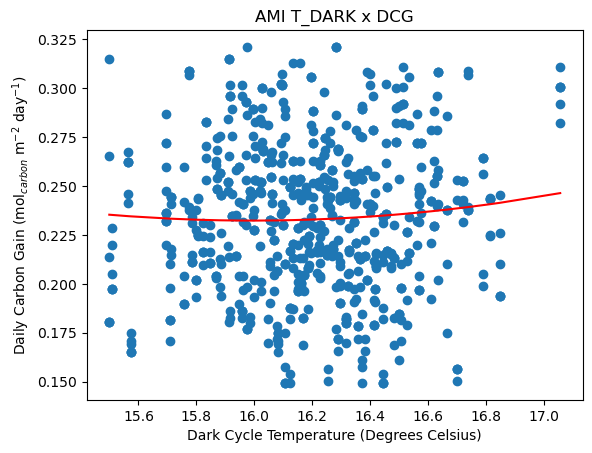 AMI T_DARK x DCG
Daily Carbon Gain (mol$_{carbon}$ m$^{-2}$ day$^{-1}$)
0.325
0.300
0.275
0.250
0.225
0.200
0.175
0.150
15.6 15.8 16.0 16.2 16.4 16.6 16.8 17.0
Dark Cycle Temperature (Degrees Celsius)